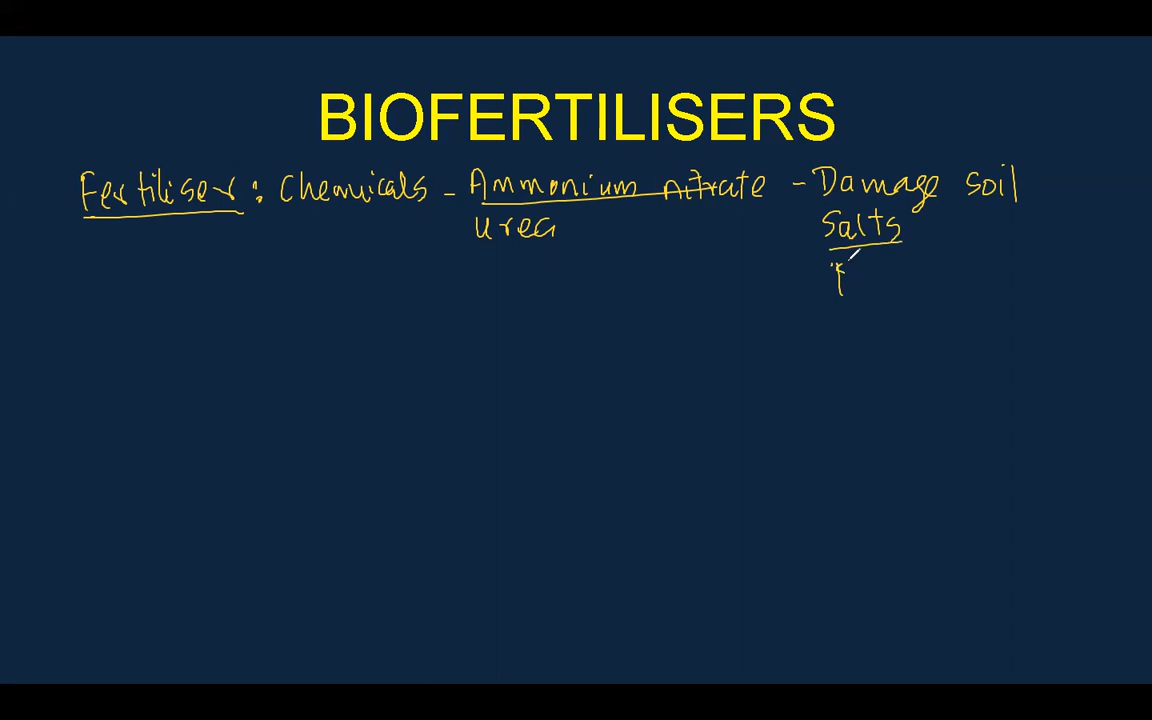 BIOFERTILISERS
Fertiliser: Chemicals - Ammonium nitrate - Damage soil
urea Salts